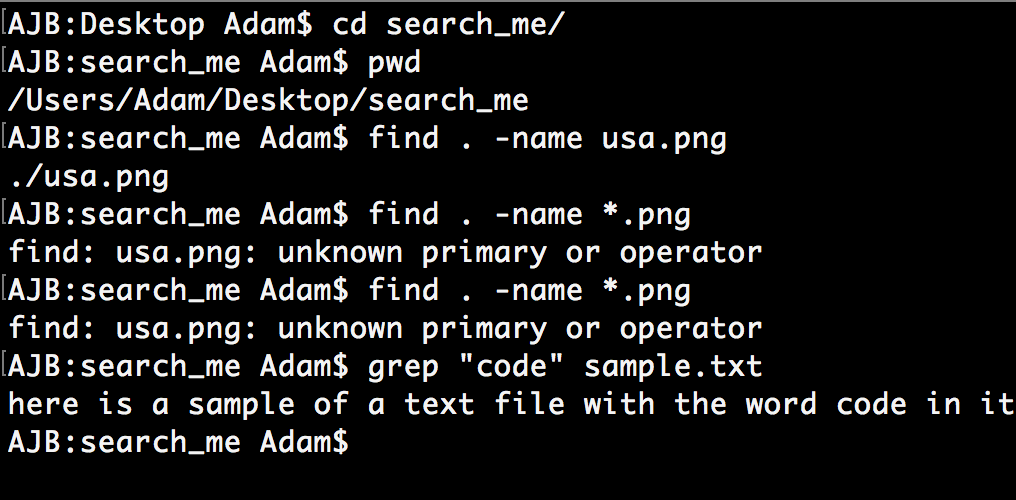 [AJB:Desktop Adam$ cd search_me/
[AJB:search_me Adam$ pwd
/Users/Adam/Desktop/search_me
[AJB:search_me Adam$ find . -name usa.png
./usa.png
[AJB:search_me Adam$ find . -name *.png
find: usa.png: unknown primary or operator
[AJB:search_me Adam$ find . -name *.png
find: usa.png: unknown primary or operator
[AJB:search_me Adam$ grep "code" sample.txt
here is a sample of a text file with the word code in it
AJB:search_me Adam$